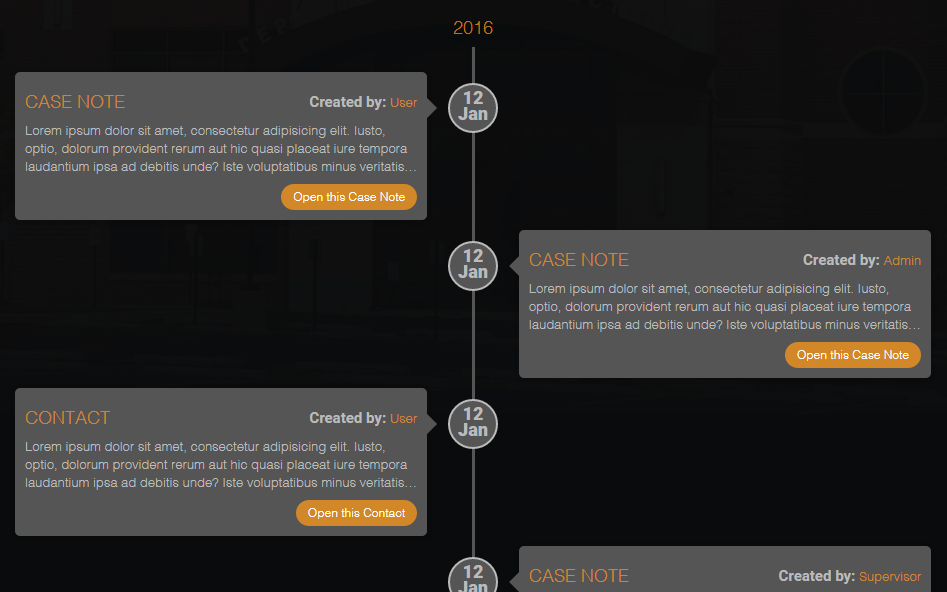 2016
CASE NOTE Created by: User
Lorem ipsum dolor sit amet, consectetur adipisicing elit. Iusto,
optio, dolorum provident rerum aut hic quasi placeat iure tempora
laudantium ipsa ad debitis unde? Iste voluptatibus minus veritatis...
Open this Case Note
12
Jan
12
Jan
CASE NOTE Created by: Admin
Lorem ipsum dolor sit amet, consectetur adipisicing elit. Iusto,
optio, dolorum provident rerum aut hic quasi placeat iure tempora
laudantium ipsa ad debitis unde? Iste voluptatibus minus veritatis...
Open this Case Note
CONTACT Created by: User
Lorem ipsum dolor sit amet, consectetur adipisicing elit. Iusto,
optio, dolorum provident rerum aut hic quasi placeat iure tempora
laudantium ipsa ad debitis unde? Iste voluptatibus minus veritatis...
Open this Contact
12
Jan
12
Jan
CASE NOTE Created by: Supervisor